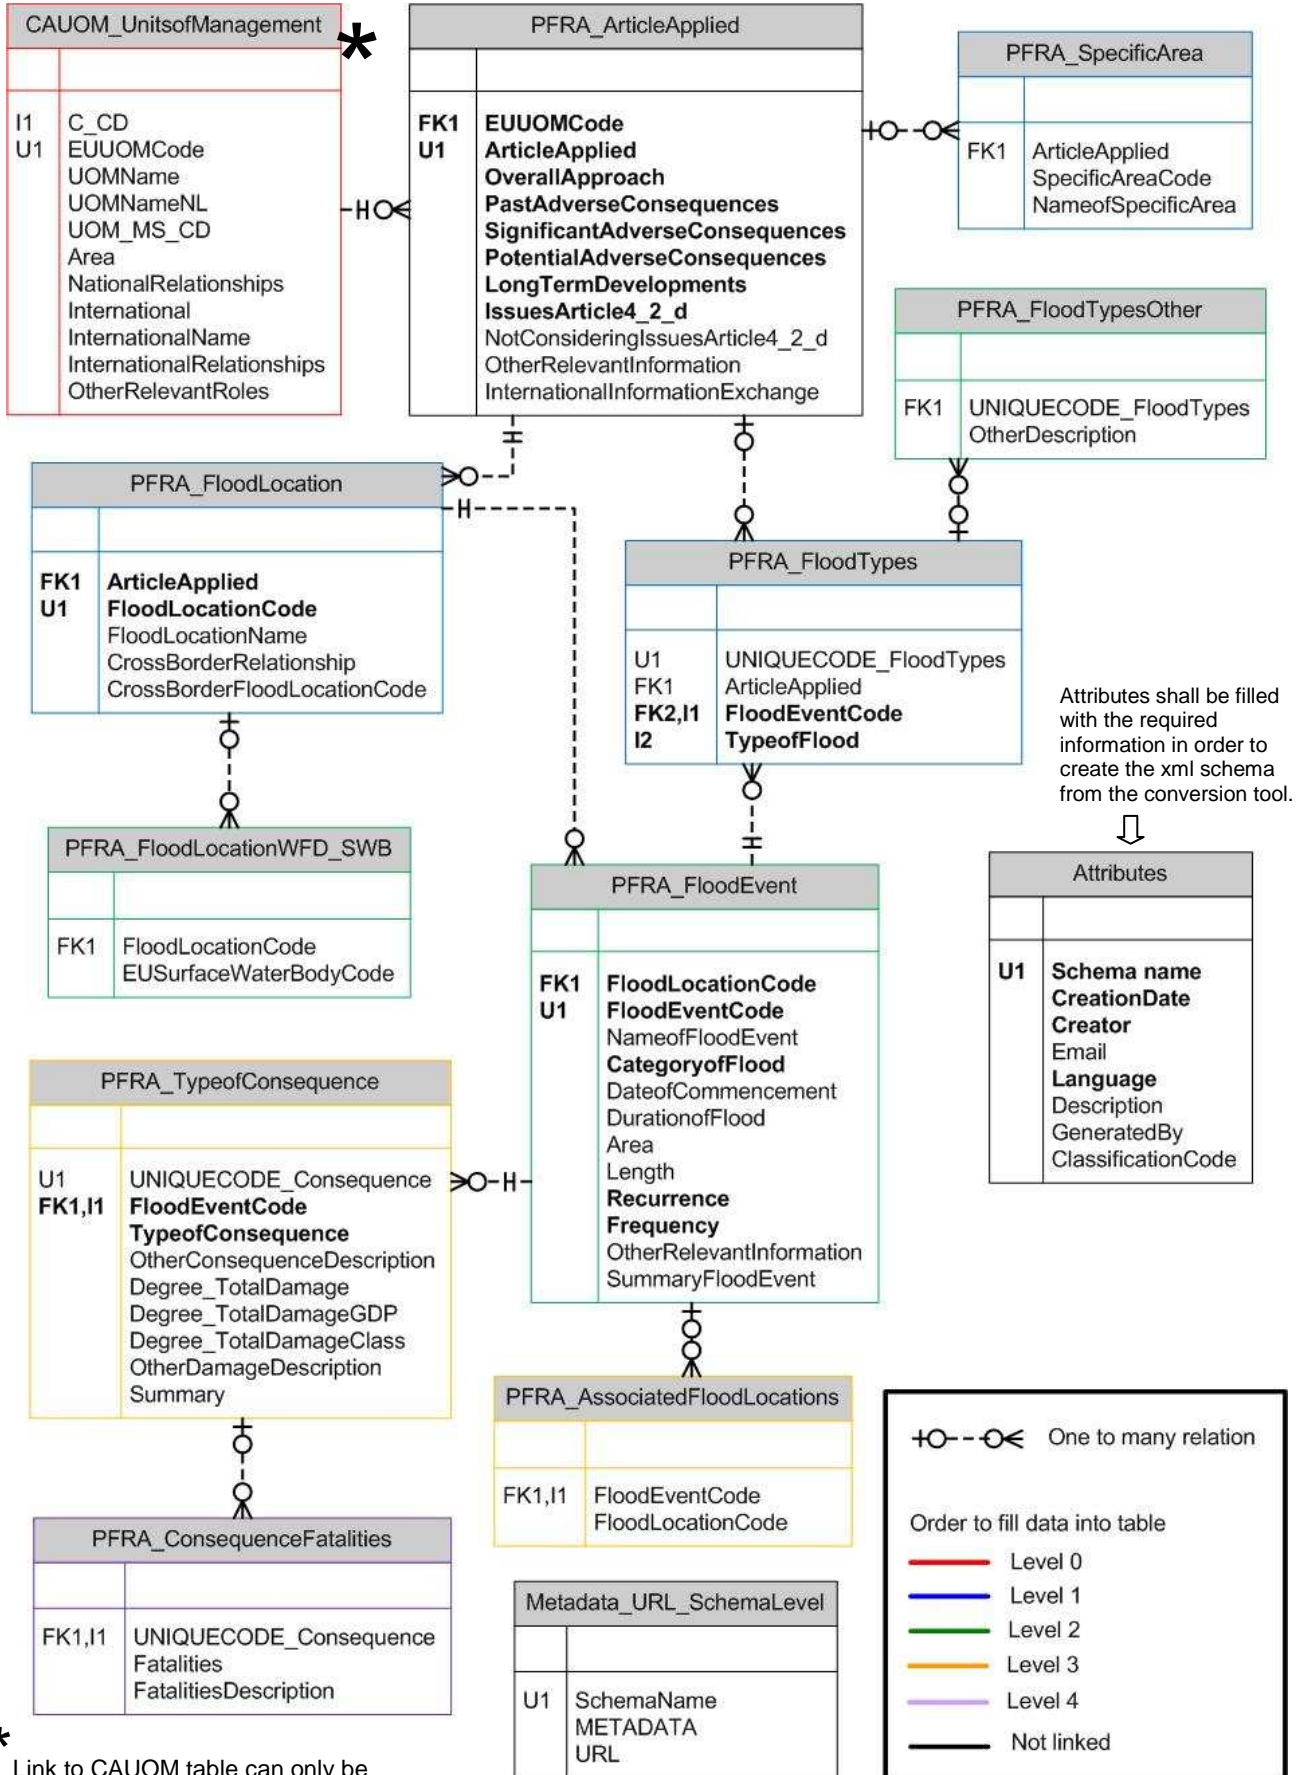 CAUOM_UnitsofManagement
*
I1 C_CD
U1 EUUOMCode
UOMName
UOMNameNL
UOM_MS_CD
Area
NationalRelationships
International
InternationalName
InternationalRelationships
OtherRelevantRoles
PFRA_ArticleApplied
FK1 EUUOMCode
U1 ArticleApplied
OverallApproach
PastAdverseConsequences
SignificantAdverseConsequences
PotentialAdverseConsequences
LongTermDevelopments
IssuesArticle4_2_d
NotConsideringIssuesArticle4_2_d
OtherRelevantInformation
InternationalInformationExchange
PFRA_SpecificArea
FK1 ArticleApplied
SpecificAreaCode
NameofSpecificArea
PFRA_FloodTypesOther
FK1 UNIQUECODE_FloodTypes
OtherDescription
PFRA_FloodLocation
FK1 ArticleApplied
U1 FloodLocationCode
FloodLocationName
CrossBorderRelationship
CrossBorderFloodLocationCode
PFRA_FloodTypes
U1 UNIQUECODE_FloodTypes
FK1 ArticleApplied
FK2,I1 FloodEventCode
I2 TypeofFlood
Attributes shall be filled
with the required
information in order to
create the xml schema
from the conversion tool.
PFRA_FloodLocationWFD_SWB
FK1 FloodLocationCode
EUSurfaceWaterBodyCode
PFRA_FloodEvent
FK1 FloodLocationCode
U1 FloodEventCode
NameofFloodEvent
CategoryofFlood
DateofCommencement
DurationofFlood
Area
Length
Recurrence
Frequency
OtherRelevantInformation
SummaryFloodEvent
Attributes
U1 Schema name
CreationDate
Creator
Email
Language
Description
GeneratedBy
ClassificationCode
PFRA_TypeofConsequence
U1 UNIQUECODE_Consequence
FK1,I1 FloodEventCode
TypeofConsequence
OtherConsequenceDescription
Degree_TotalDamage
Degree_TotalDamageGDP
Degree_TotalDamageClass
OtherDamageDescription
Summary
PFRA_AssociatedFloodLocations
FK1,I1 FloodEventCode
FloodLocationCode
PFRA_ConsequenceFatalities
FK1,I1 UNIQUECODE_Consequence
Fatalities
FatalitiesDescription
Metadata_URL_SchemaLevel
U1 SchemaName
METADATA
URL
One to many relation
Order to fill data into table
Level 0
Level 1
Level 2
Level 3
Level 4
Not linked
*
Link to CAUOM table can only be